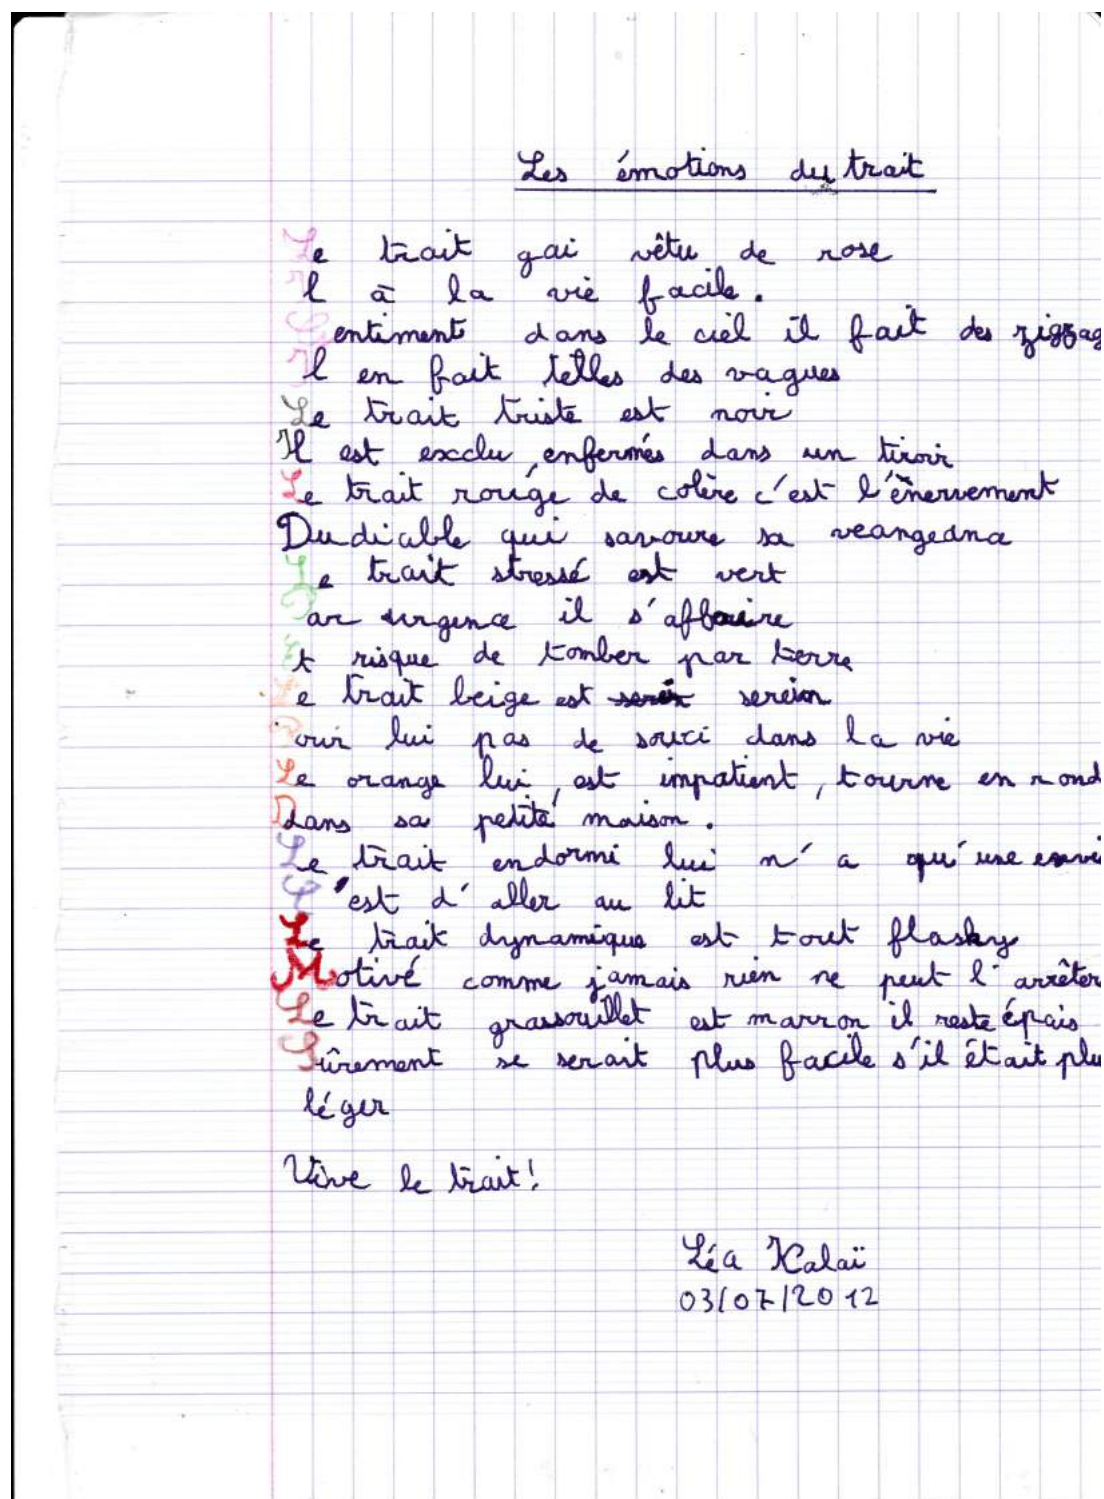 Les émotions du trait
Le trait gai vêtu de rose
Il à la vie facile.
Gentiment dans le ciel il fait des zigzag
Il en fait telles des vagues
Le trait triste est noir
Il est exclu, enfermés dans un tiroir
Le trait rouge de colère c'est l'énervement
Du diable qui savoure sa
Le trait stressé est vert
Par urgence il s'affaire
Et risque de tomber par terre
Le trait beige est serein
Pour lui pas de souci dans la vie
Le orange lui, est impatient, tourne en rond
Dans sa petite maison.
Le trait endormi lui n'a qu'une envi
C'est d'aller au lit
Le trait dynamique est tout flashy
Motivé comme jamais rien ne peut l'arrêter
Le trait grassouillet est marron il reste épais
Sûrement se serait plus facile s'il était plu
léger
Vive le trait!
Léa Kalaï
03/07/2012